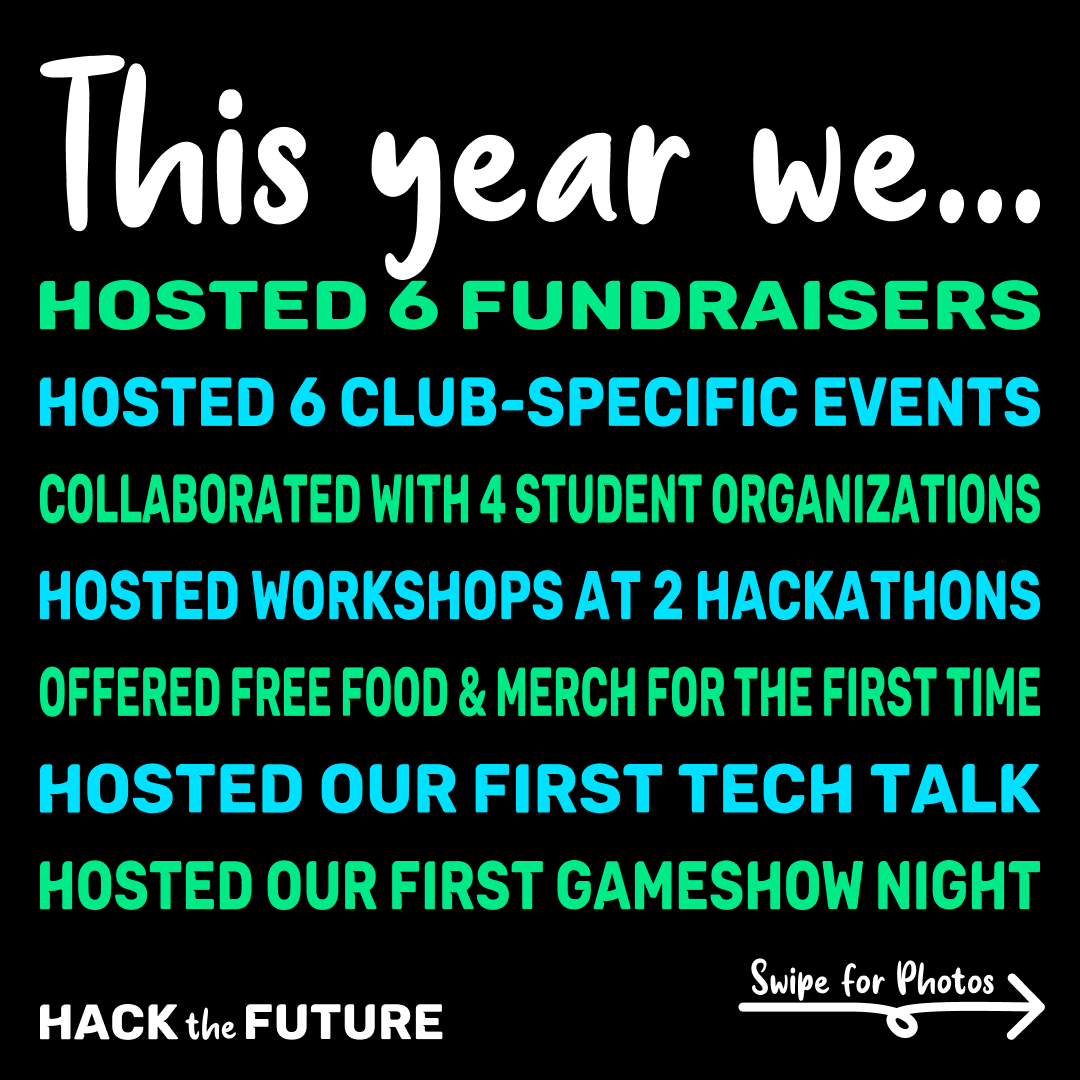 This year we...
HOSTED 6 FUNDRAISERS
HOSTED 6 CLUB-SPECIFIC EVENTS
COLLABORATED WITH 4 STUDENT ORGANIZATIONS
HOSTED WORKSHOPS AT 2 HACKATHONS
OFFERED FREE FOOD & MERCH FOR THE FIRST TIME
HOSTED OUR FIRST TECH TALK
HOSTED OUR FIRST GAMESHOW NIGHT
Swipe for Photos
HACK the FUTURE